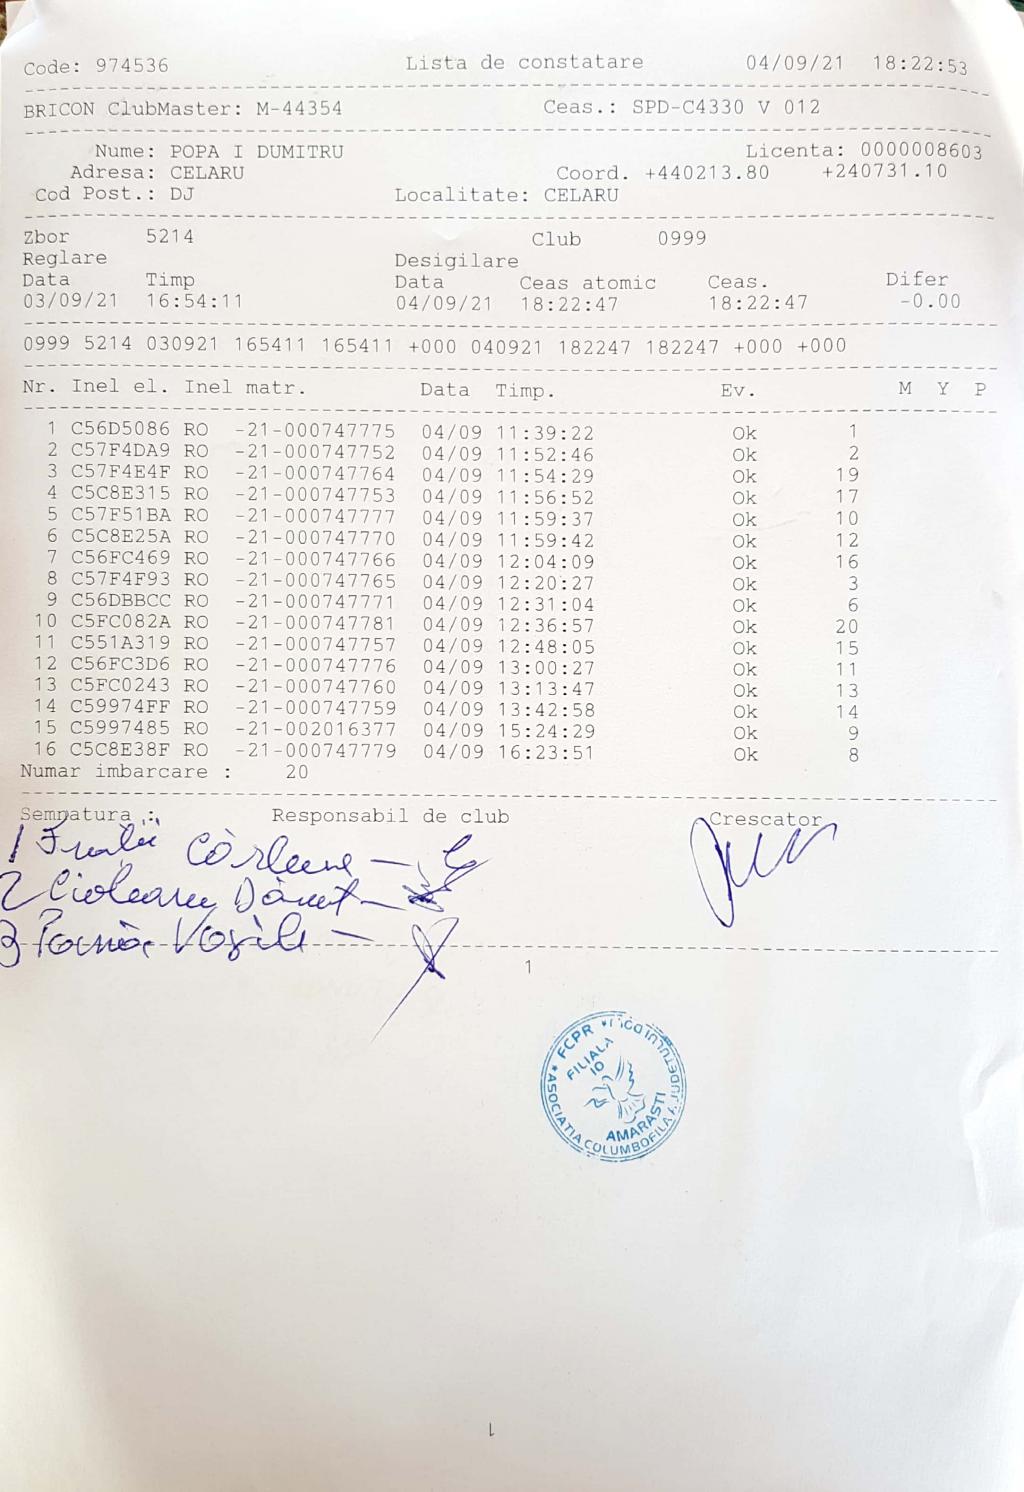 Code: 974536 Lista de constatare 04/09/21 18:22:53
BRICON ClubMaster: M-44354 Ceas.: SPD-C4330 V 012
Nume: POPA I DUMITRU Licenta: 0000008603
Adresa: CELARU Coord. +440213.80 +240731.10
Cod Post.: DJ Localitate: CELARU
Zbor 5214 Club 0999
Reglare Desigilare
Data Timp Data Ceas atomic Ceas. Difer
03/09/21 16:54:11 04/09/21 18:22:47 18:22:47 -0.00
0999 5214 030921 165411 165411 +000 040921 182247 182247 +000 +000
Nr. Inel el. Inel matr. Data Timp. Ev. M Y P
1 C56D5086 RO -21-000747775 04/09 11:39:22 Ok 1
2 C57F4DA9 RO -21-000747752 04/09 11:52:46 Ok 2
3 C57F4E4F RO -21-000747764 04/09 11:54:29 Ok 19
4 C5C8E315 RO -21-000747753 04/09 11:56:52 Ok 17
5 C57F51BA RO -21-000747777 04/09 11:59:37 Ok 10
6 C5C8E25A RO -21-000747770 04/09 11:59:42 Ok 12
7 C56FC469 RO -21-000747766 04/09 12:04:09 Ok 16
8 C57F4F93 RO -21-000747765 04/09 12:20:27 Ok 3
9 C56DBBCC RO -21-000747771 04/09 12:31:04 Ok 6
10 C5FC082A RO -21-000747781 04/09 12:36:57 Ok 20
11 C551A319 RO -21-000747757 04/09 12:48:05 Ok 15
12 C56FC3D6 RO -21-000747776 04/09 13:00:27 Ok 11
13 C5FC0243 RO -21-000747760 04/09 13:13:47 Ok 13
14 C59974FF RO -21-000747759 04/09 13:42:58 Ok 14
15 C5997485 RO -21-002016377 04/09 15:24:29 Ok 9
16 C5C8E38F RO -21-000747779 04/09 16:23:51 Ok 8
Numar imbarcare : 20
Semnatura : Responsabil de club Crescator
1
2
3 Vasile
1
FCPR
ASOCIATIA COLUMBOFILA
FILIALA
10
AMARASTI
1